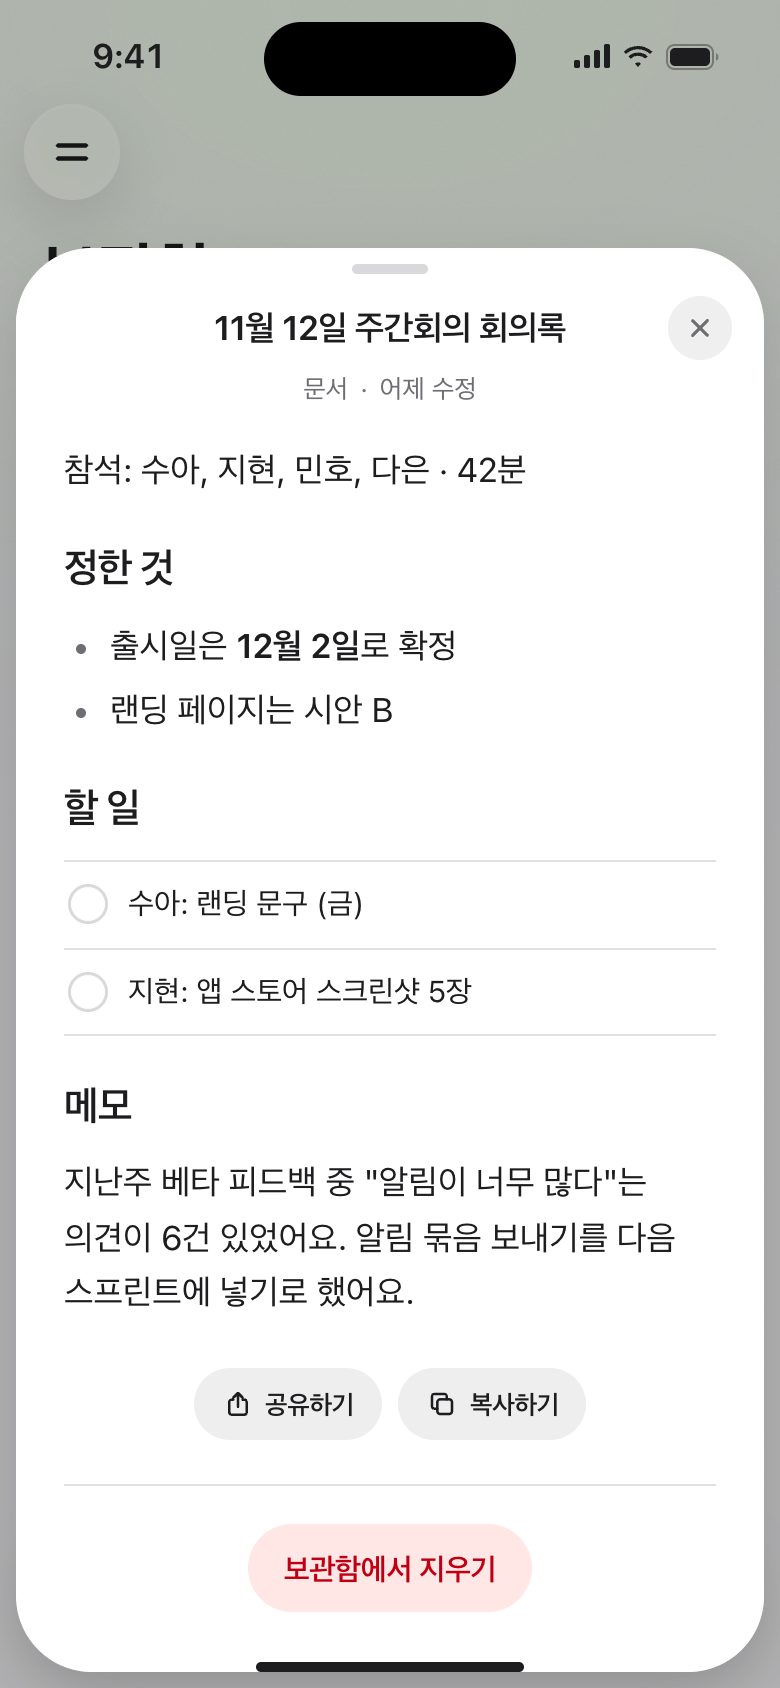 9:41
11월 12일 주간회의 회의록
문서 · 어제 수정
참석: 수아, 지현, 민호, 다은 · 42분
정한 것
• 출시일은 12월 2일로 확정
• 랜딩 페이지는 시안 B
할 일
수아: 랜딩 문구 (금)
지현: 앱 스토어 스크린샷 5장
메모
지난주 베타 피드백 중 "알림이 너무 많다"는
의견이 6건 있었어요. 알림 묶음 보내기를 다음
스프린트에 넣기로 했어요.
공유하기
복사하기
보관함에서 지우기